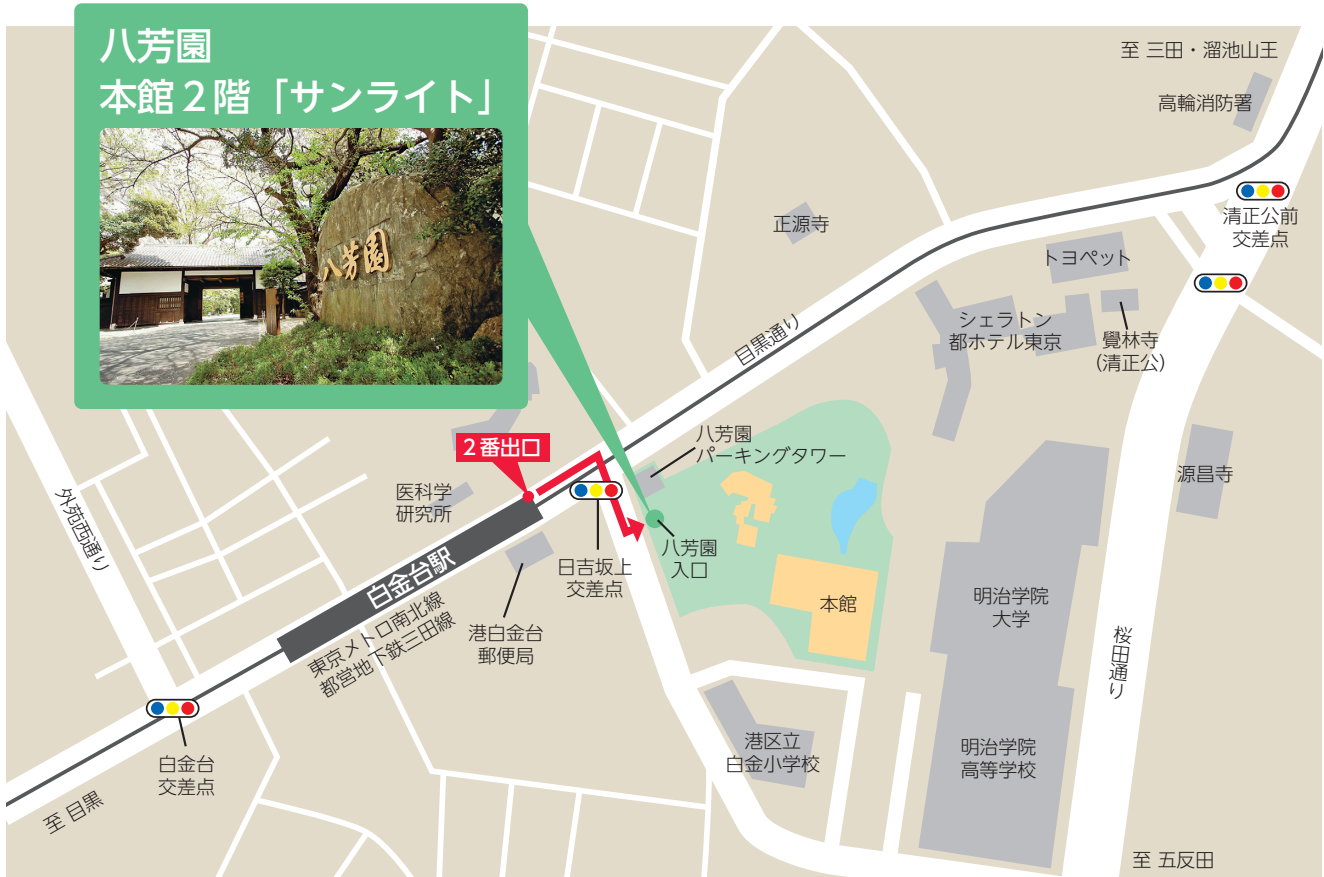 八芳園
本館２階「サンライト」
八芳園
至 三田・溜池山王
高輪消防署
清正公前
交差点
正源寺
トヨペット
シェラトン
都ホテル東京
覺林寺
(清正公)
目黒通り
２番出口
八芳園
パーキングタワー
源昌寺
医科学
研究所
外苑西通り
白金台駅
東京メトロ南北線
都営地下鉄三田線
日吉坂上
交差点
八芳園
入口
本館
港白金台
郵便局
明治学院
大学
桜田通り
港区立
白金小学校
明治学院
高等学校
白金台
交差点
至 目黒
至 五反田